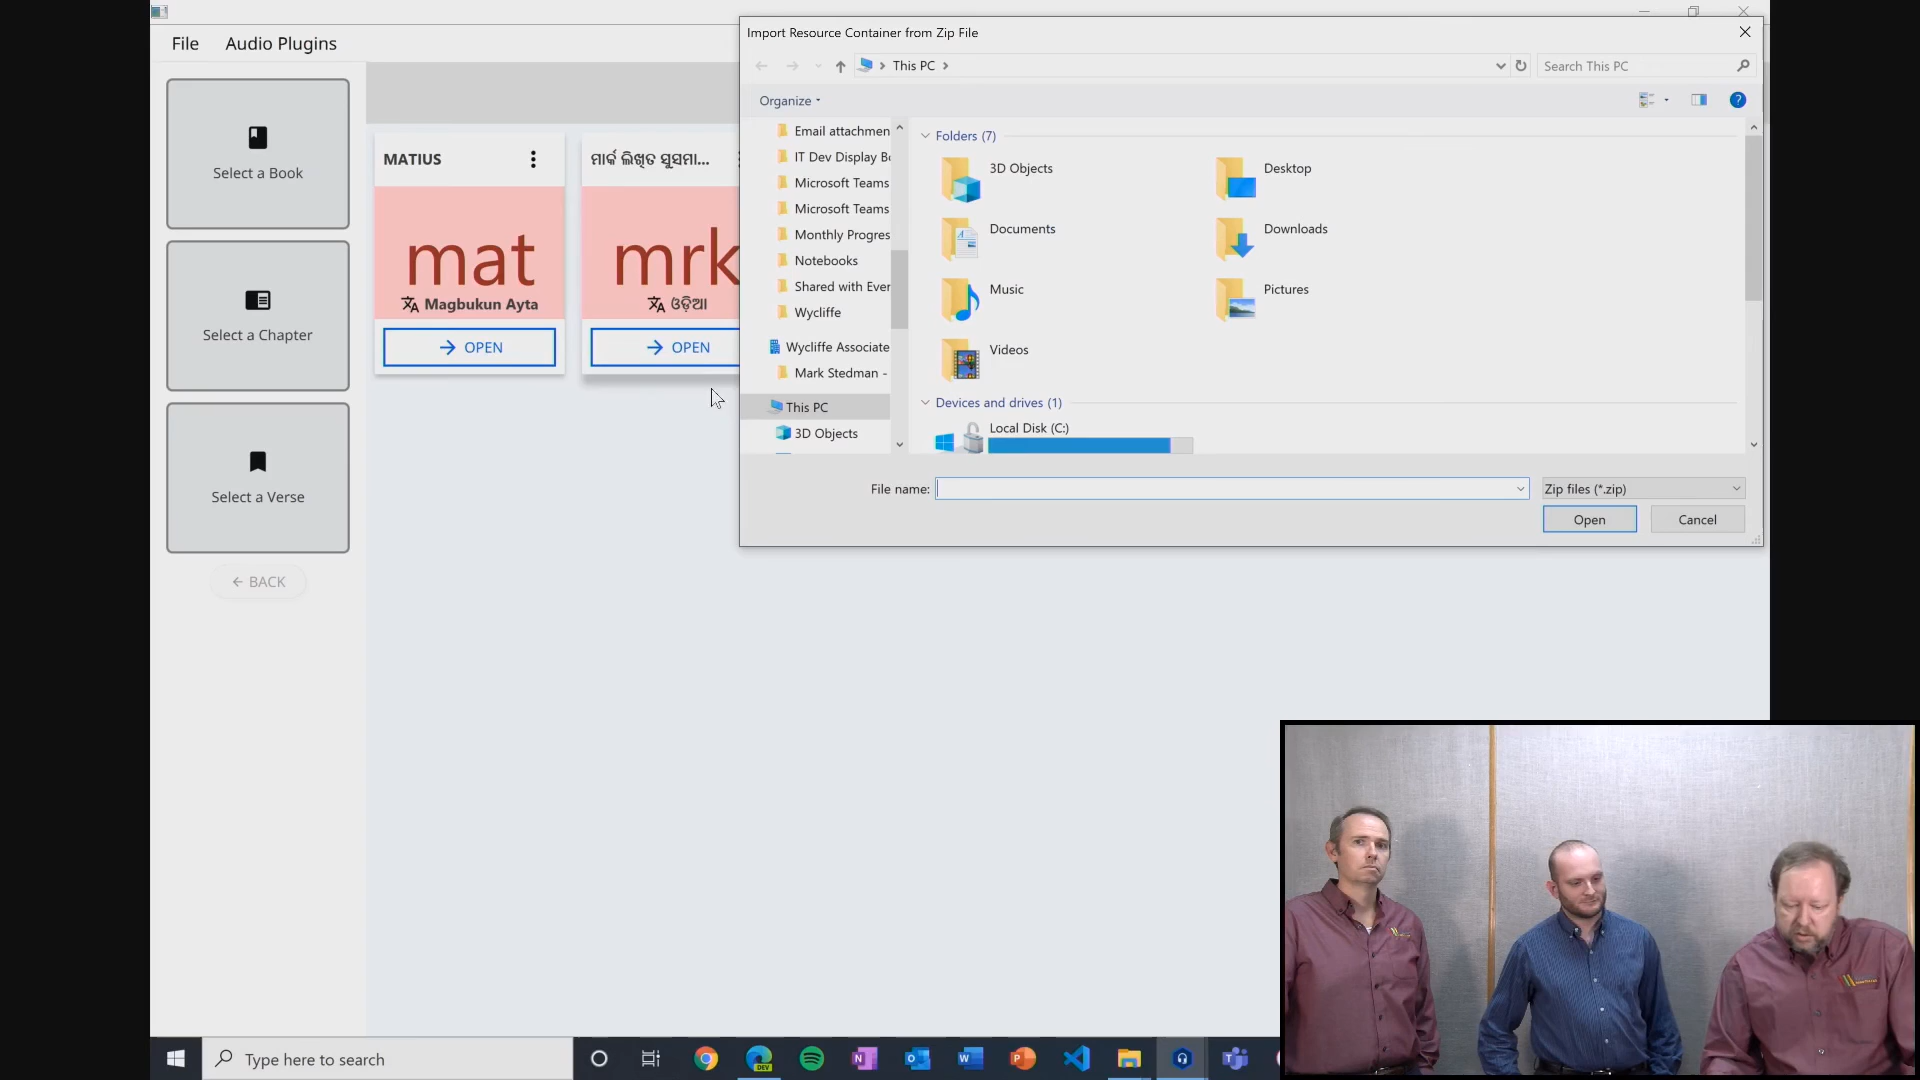 File Audio Plugins
Select a Book
Select a Chapter
Select a Verse
BACK
MATIUS
mat
Magbukun Ayta
OPEN
ମାର୍କ ଲିଖିତ ସୁସମା...
mrk
ଓଡ଼ିଆ
OPEN
Import Resource Container from Zip File
This PC
Search This PC
Organize
Email attachmen
IT Dev Display Bo
Microsoft Teams
Microsoft Teams
Monthly Progres
Notebooks
Shared with Ever
Wycliffe
Wycliffe Associate
Mark Stedman -
This PC
3D Objects
Folders (7)
3D Objects
Desktop
Documents
Downloads
Music
Pictures
Videos
Devices and drives (1)
Local Disk (C:)
File name:
Zip files (*.zip)
Open
Cancel
Type here to search
DEV